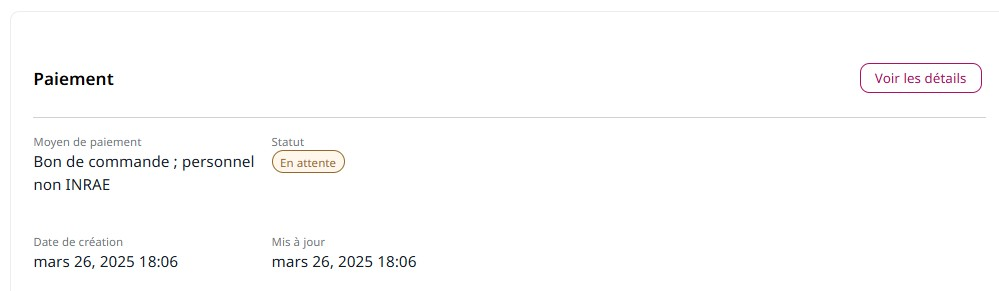 Paiement
Voir les détails
Moyen de paiement
Statut
Bon de commande ; personnel
non INRAE
En attente
Date de création
Mis à jour
mars 26, 2025 18:06
mars 26, 2025 18:06